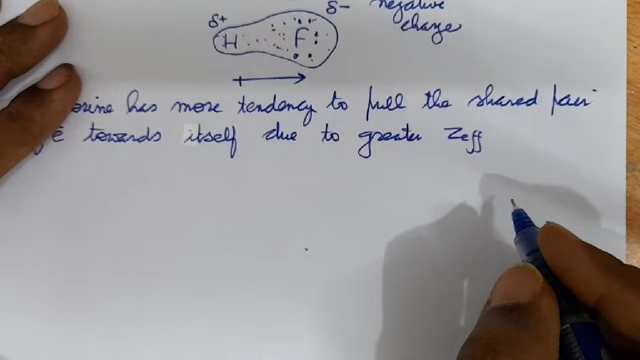 δ+ δ− negative
charge
H F
orine has more tendency to pull the shared pair
e⁻ towards itself due to greater Zeff